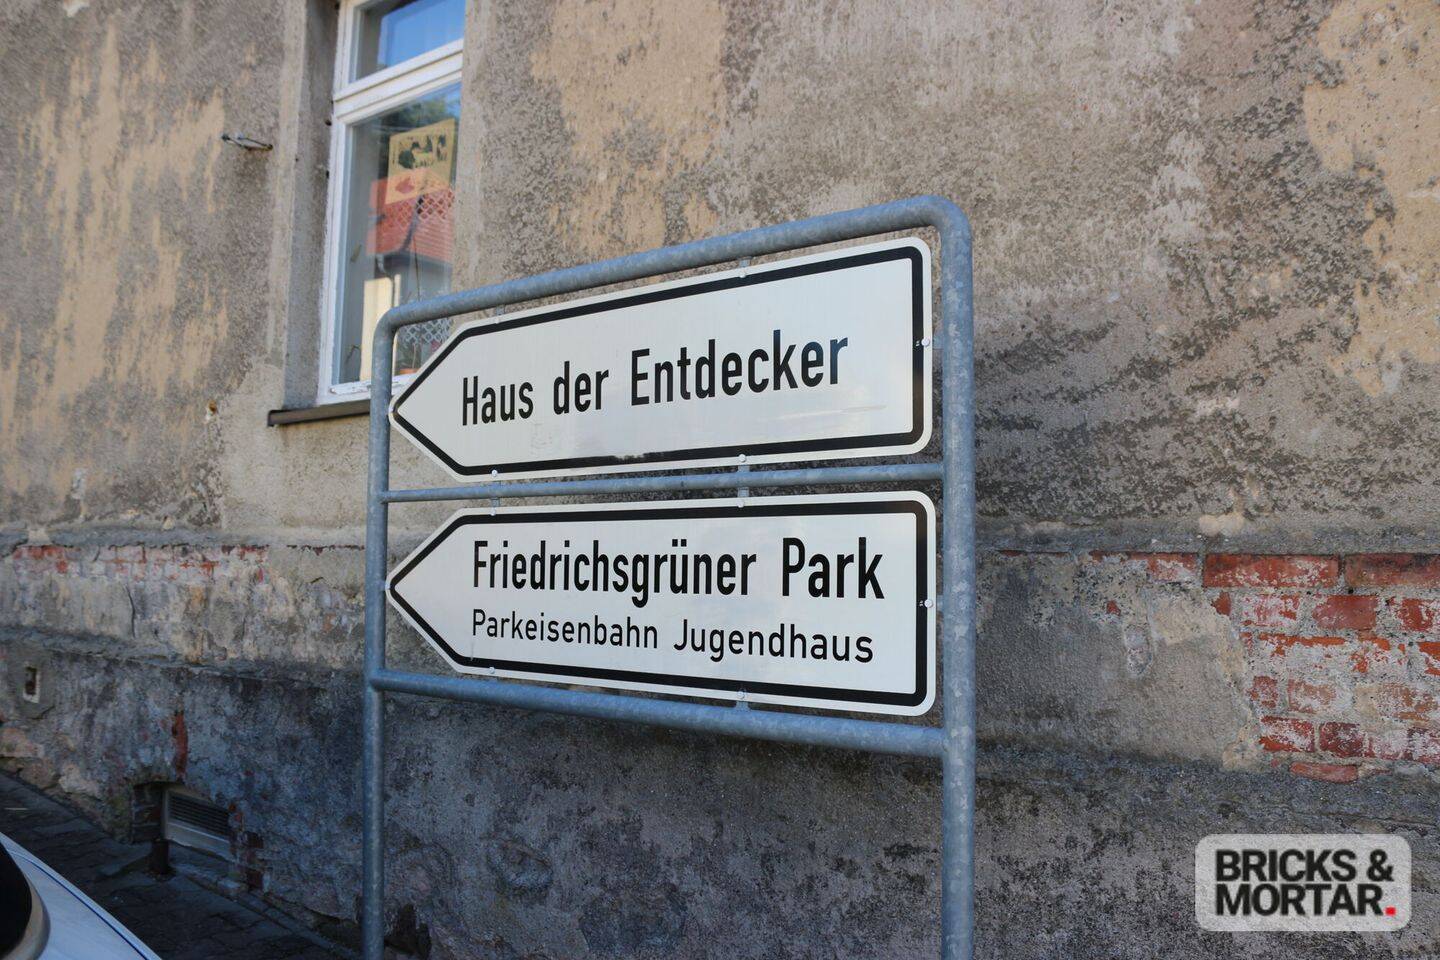 Haus der Entdecker
Friedrichsgrüner Park
Parkeisenbahn Jugendhaus
BRICKS &
MORTAR.